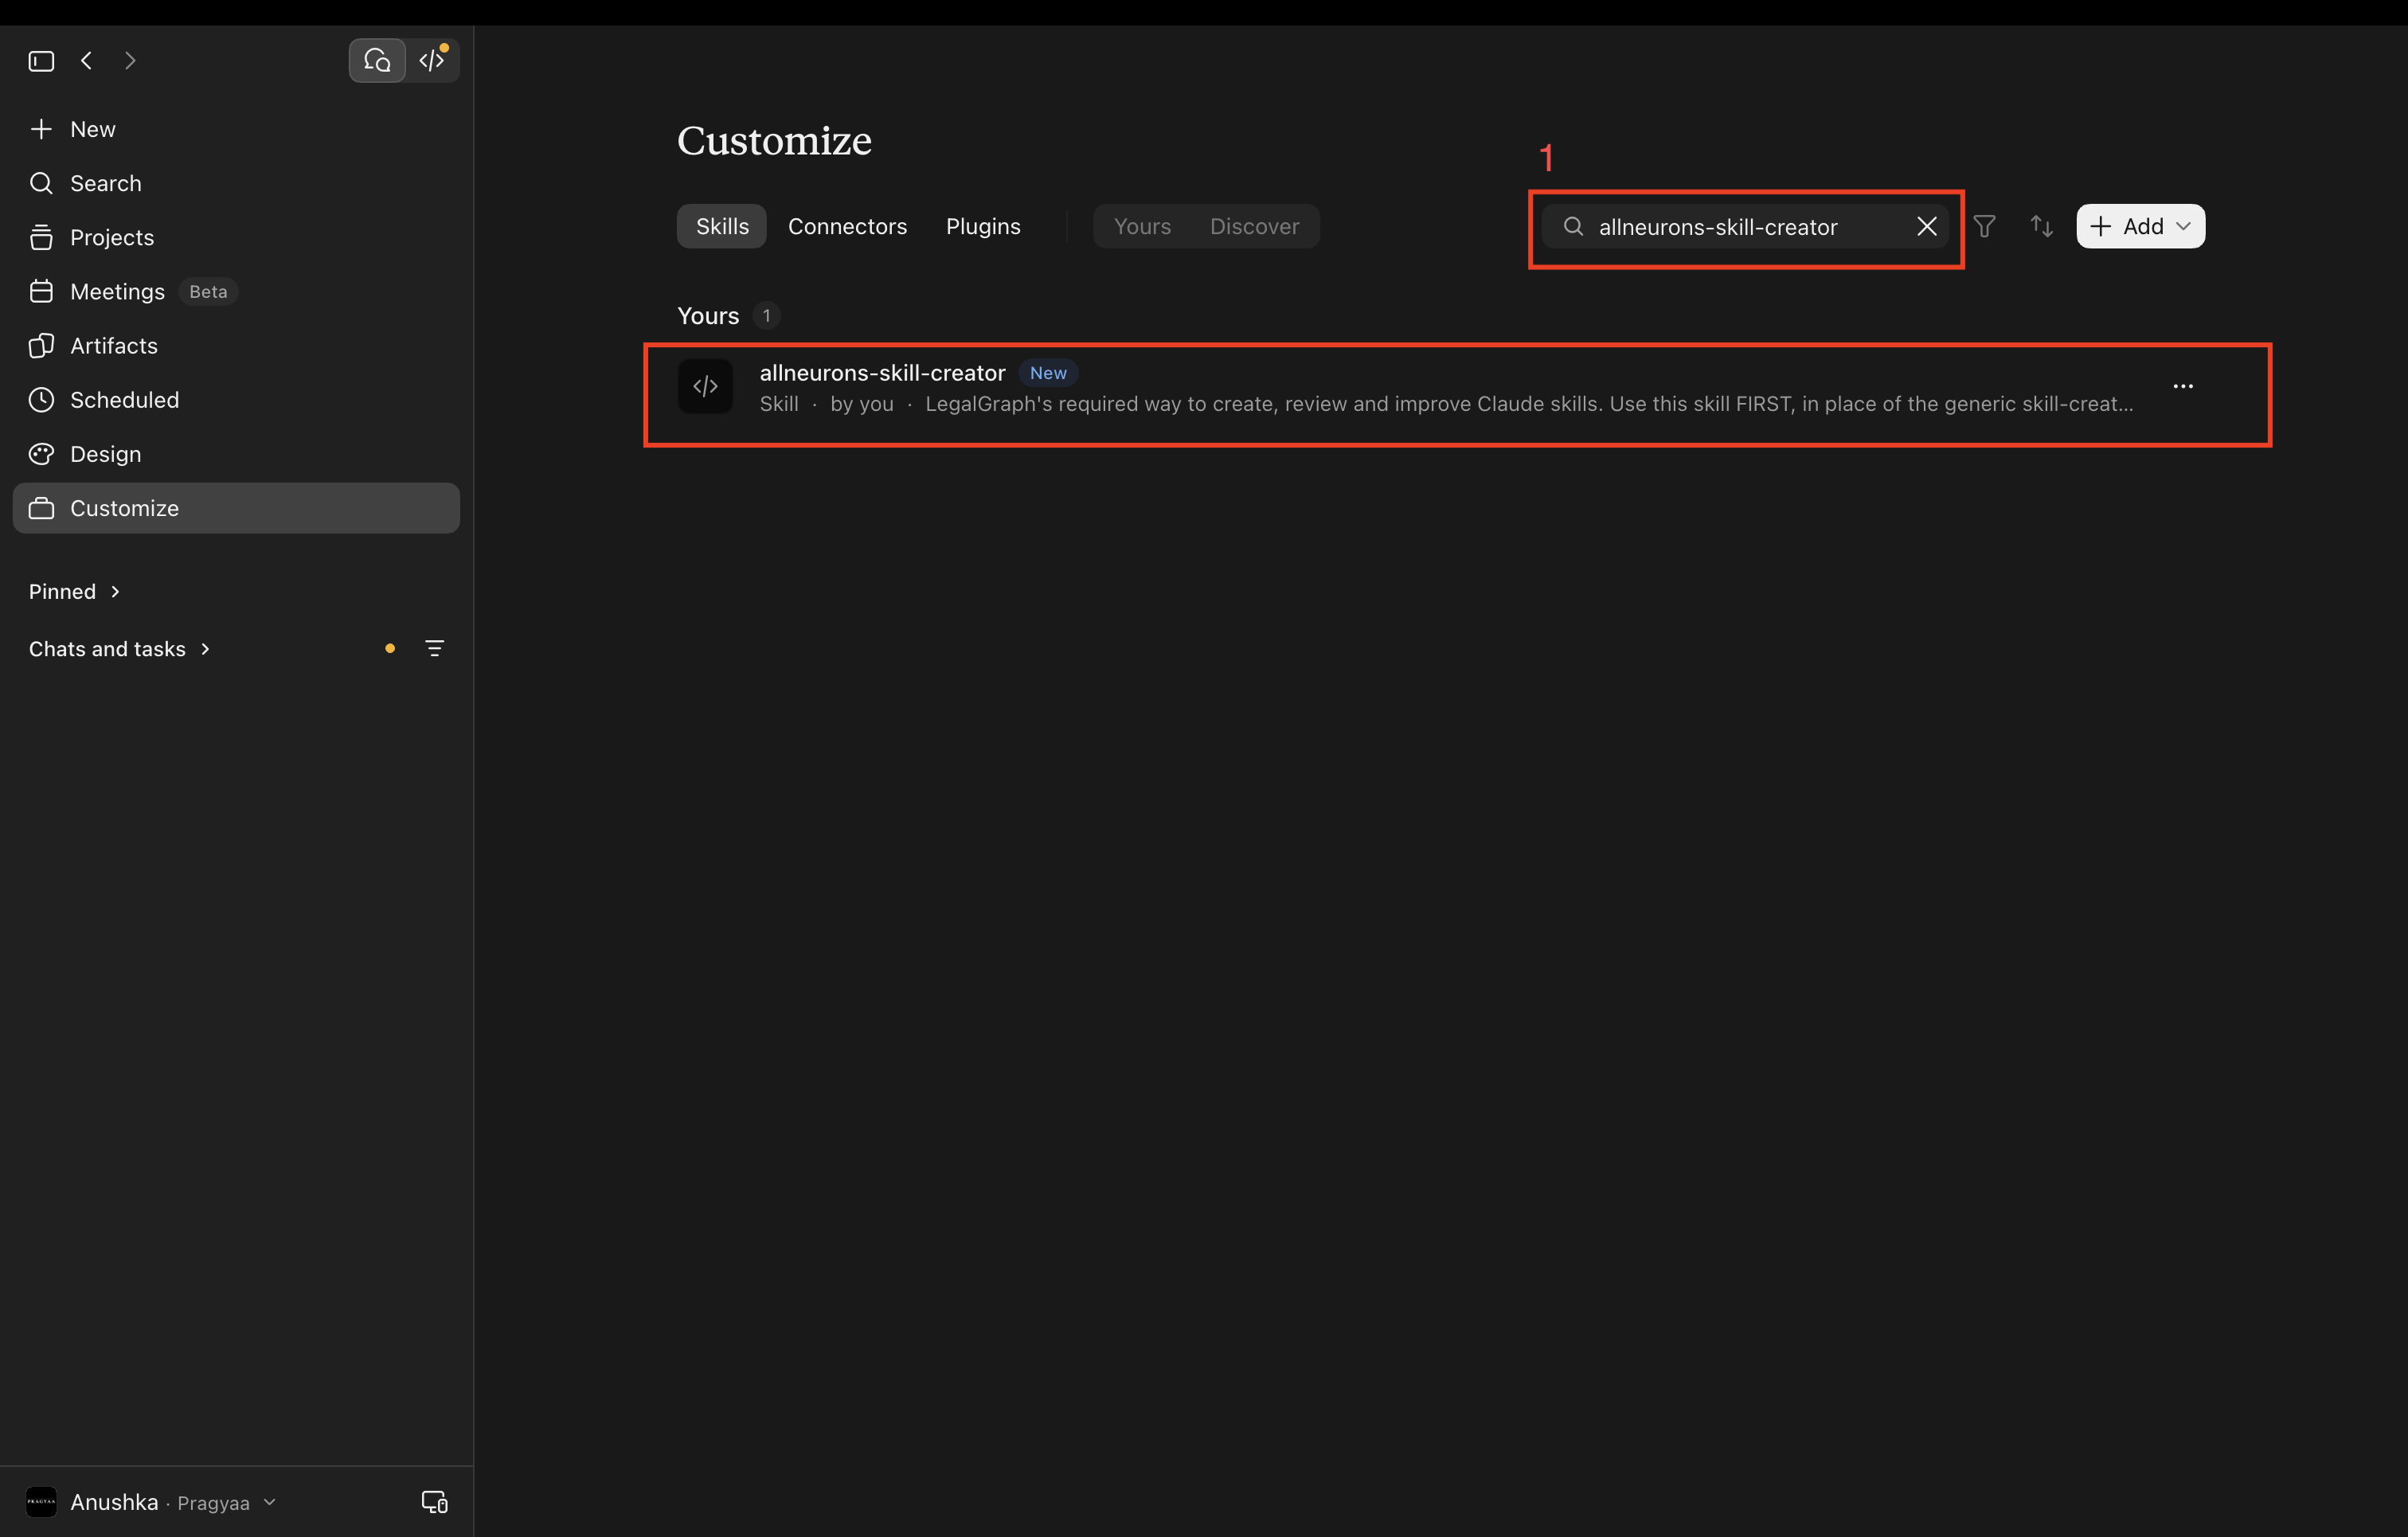 New
Search
Projects
Meetings Beta
Artifacts
Scheduled
Design
Customize
Pinned
Chats and tasks
Anushka · Pragyaa
Customize
1
Skills Connectors Plugins Yours Discover allneurons-skill-creator Add
Yours 1
allneurons-skill-creator New
Skill · by you · LegalGraph's required way to create, review and improve Claude skills. Use this skill FIRST, in place of the generic skill-creat...
PRAGYAA